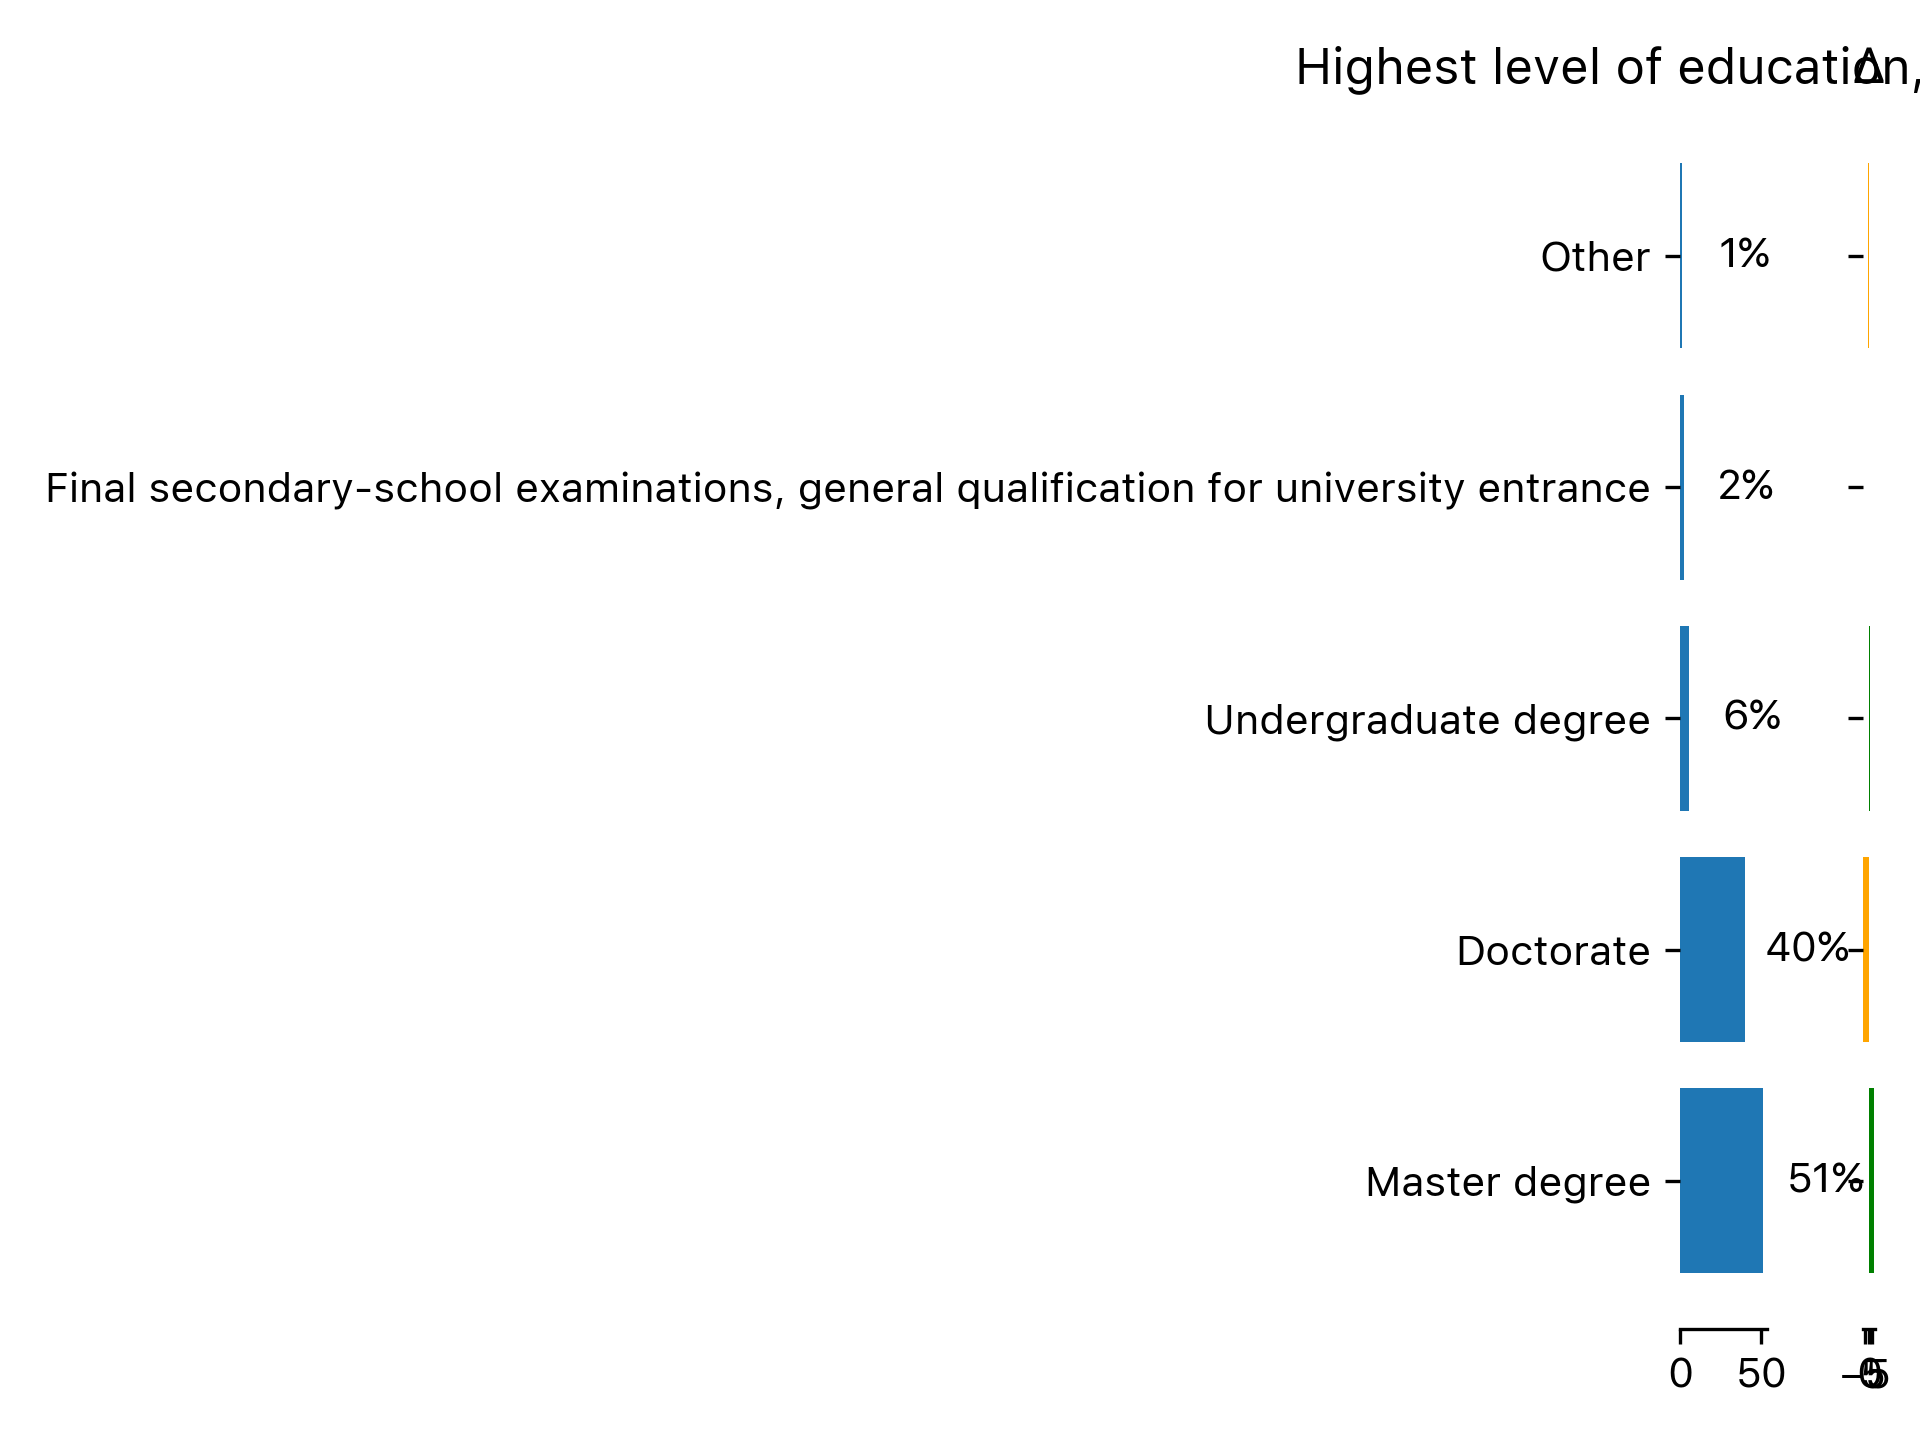 Highest level of education,
Δ
Other 1%
Final secondary-school examinations, general qualification for university entrance 2%
Undergraduate degree 6%
Doctorate 40%
Master degree 51%
0 50 −5 0 5